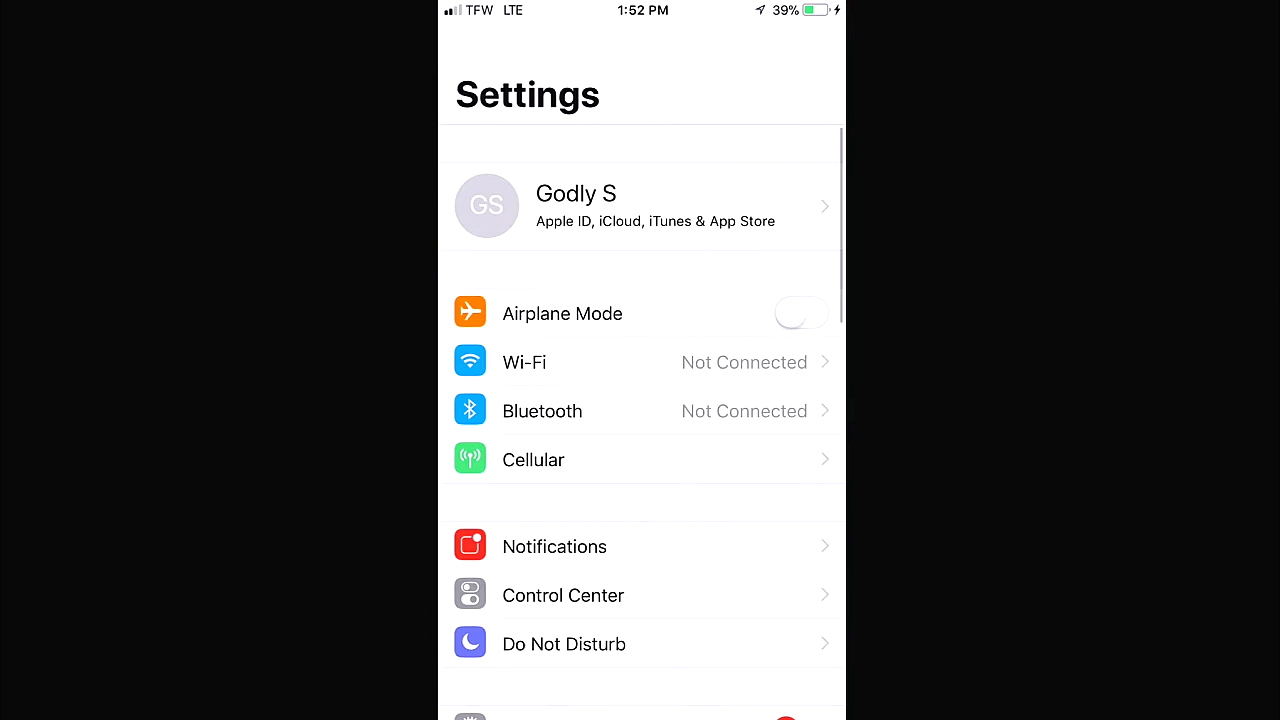 TFW LTE 1:52 PM 39%
Settings
GS
Godly S
Apple ID, iCloud, iTunes & App Store
Airplane Mode
Wi-Fi Not Connected
Bluetooth Not Connected
Cellular
Notifications
Control Center
Do Not Disturb